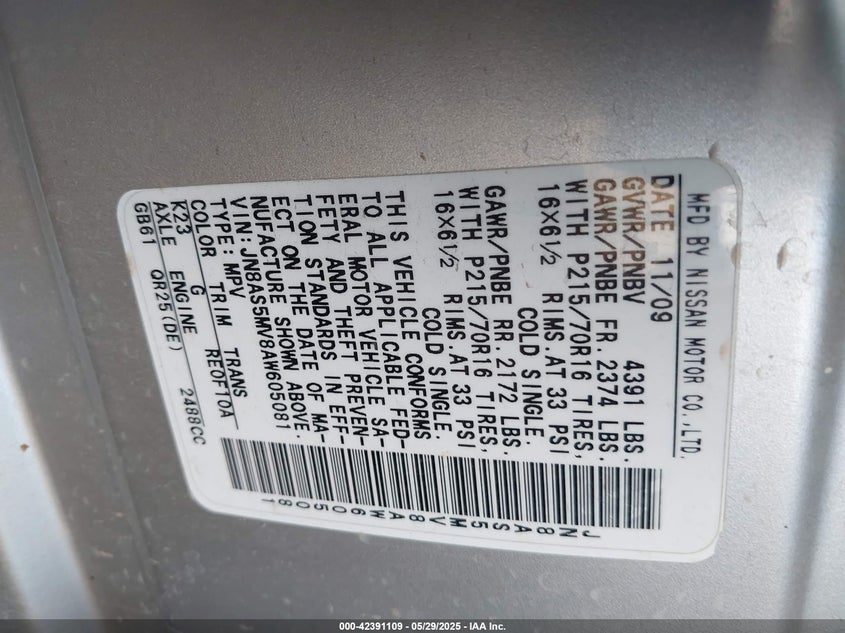 MFD BY NISSAN MOTOR CO.,LTD.
DATE 11/09
GVWR/PNBV 4391 LBS.
GAWR/PNBE FR. 2374 LBS.
WITH P215/70R16 TIRES,
16X6½ RIMS.AT 33 PSI
COLD SINGLE.
GAWR/PNBE RR. 2172 LBS.
WITH P215/70R16 TIRES,
16X6½ RIMS.AT 33 PSI
COLD SINGLE.
THIS VEHICLE CONFORMS
TO ALL APPLICABLE FED-
ERAL MOTOR VEHICLE SA-
FETY AND THEFT PREVEN-
TION STANDARDS IN EFF-
ECT ON THE DATE OF MA-
NUFACTURE SHOWN ABOVE.
VIN:JN8AS5MV8AW605081
TYPE:MPV
COLOR TRIM TRANS
K23 G RE0F10A
AXLE ENGINE
GB61 QR25(DE) 2488CC
JN8AS5MV8AW605081
000-42391109 - 05/29/2025 - IAA Inc.